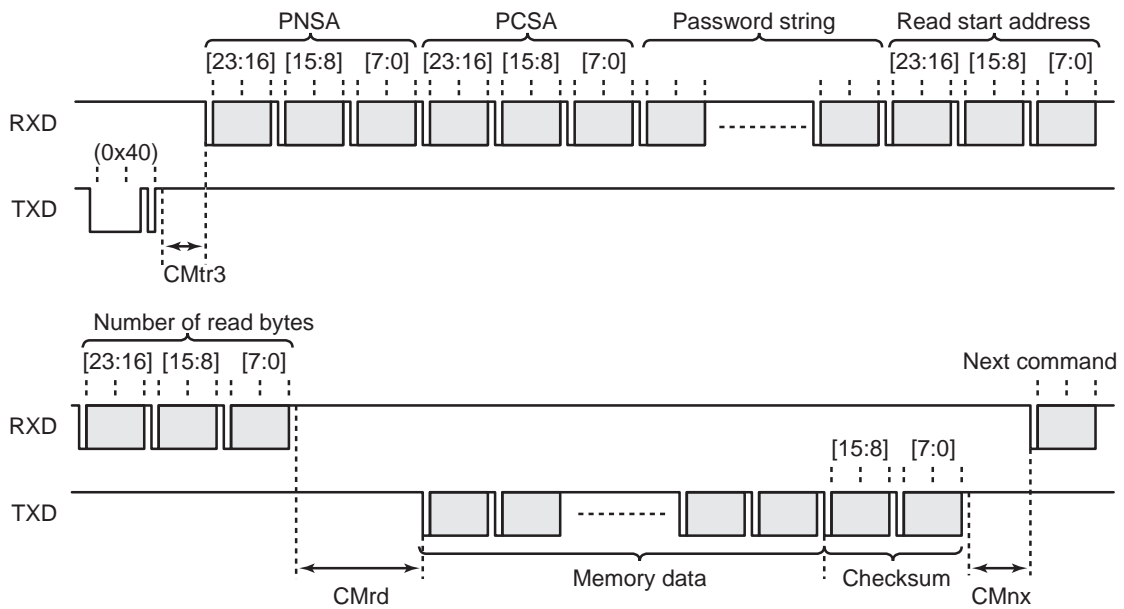 PNSA PCSA Password string Read start address
[23:16] [15:8] [7:0] [23:16] [15:8] [7:0] [23:16] [15:8] [7:0]
RXD
(0x40)
TXD
CMtr3
Number of read bytes
[23:16] [15:8] [7:0] Next command
RXD
[15:8] [7:0]
TXD
Memory data Checksum
CMrd CMnx